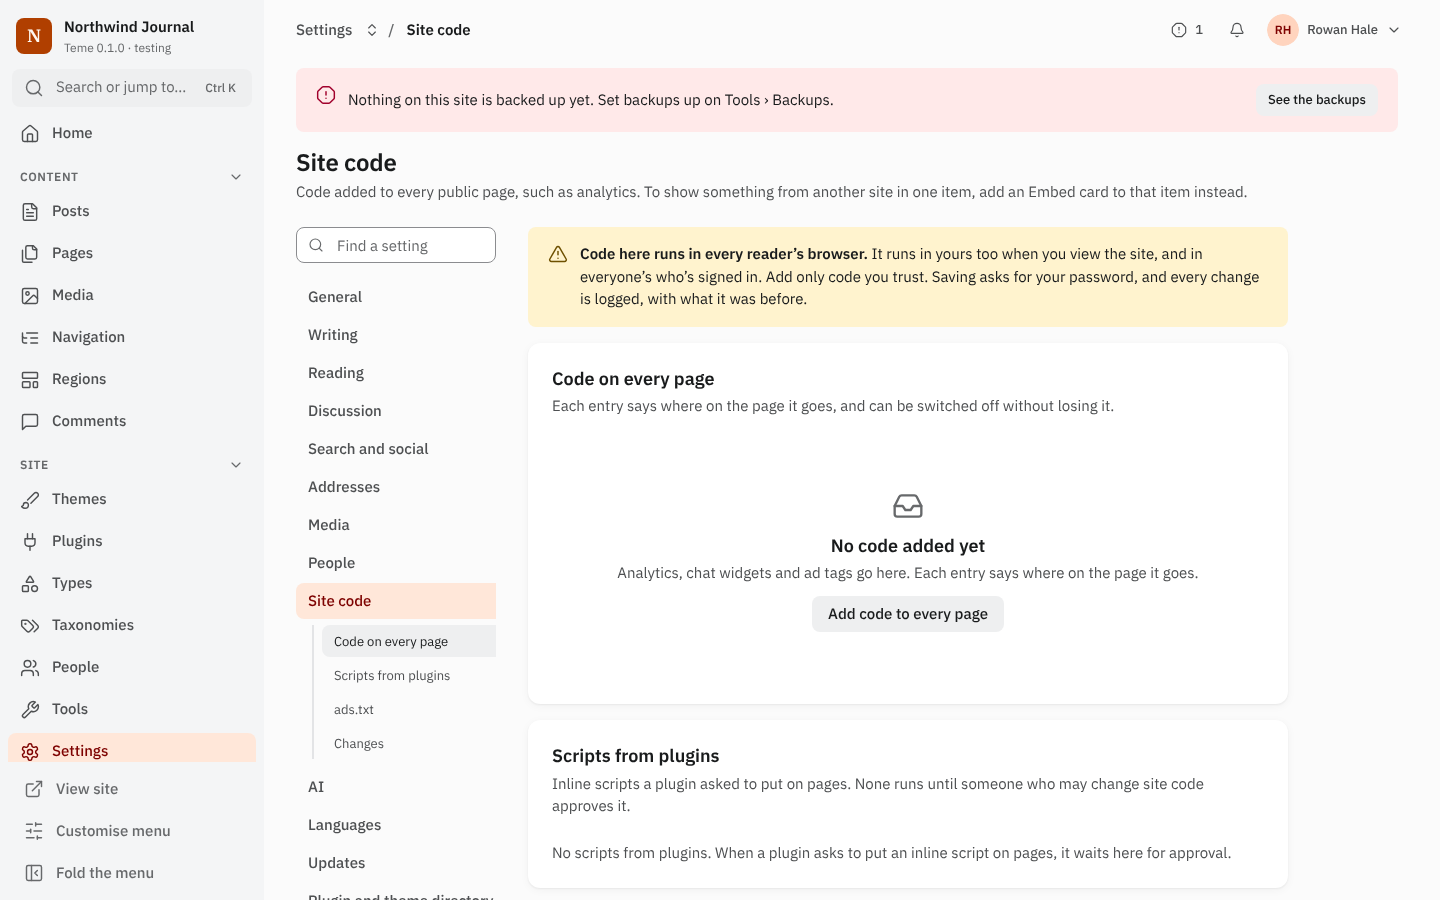 N
Northwind Journal
Teme 0.1.0 · testing
Search or jump to...
Ctrl K
Home
CONTENT
Posts
Pages
Media
Navigation
Regions
Comments
SITE
Themes
Plugins
Types
Taxonomies
People
Tools
Settings
View site
Customise menu
Fold the menu
Settings / Site code
1
RH
Rowan Hale
Nothing on this site is backed up yet. Set backups up on Tools › Backups.
See the backups
Site code
Code added to every public page, such as analytics. To show something from another site in one item, add an Embed card to that item instead.
Find a setting
General
Writing
Reading
Discussion
Search and social
Addresses
Media
People
Site code
Code on every page
Scripts from plugins
ads.txt
Changes
AI
Languages
Updates
Plugin and theme directory
Code here runs in every reader’s browser. It runs in yours too when you view the site, and in
everyone’s who’s signed in. Add only code you trust. Saving asks for your password, and every change
is logged, with what it was before.
Code on every page
Each entry says where on the page it goes, and can be switched off without losing it.
No code added yet
Analytics, chat widgets and ad tags go here. Each entry says where on the page it goes.
Add code to every page
Scripts from plugins
Inline scripts a plugin asked to put on pages. None runs until someone who may change site code
approves it.
No scripts from plugins. When a plugin asks to put an inline script on pages, it waits here for approval.